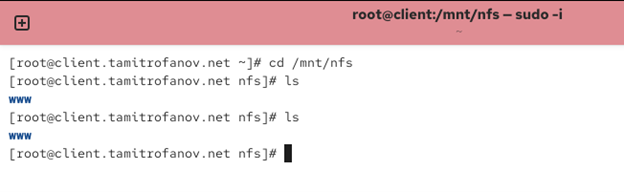 root@client:/mnt/nfs — sudo -i
~
[root@client.tamitrofanov.net ~]# cd /mnt/nfs
[root@client.tamitrofanov.net nfs]# ls
www
[root@client.tamitrofanov.net nfs]# ls
www
[root@client.tamitrofanov.net nfs]#